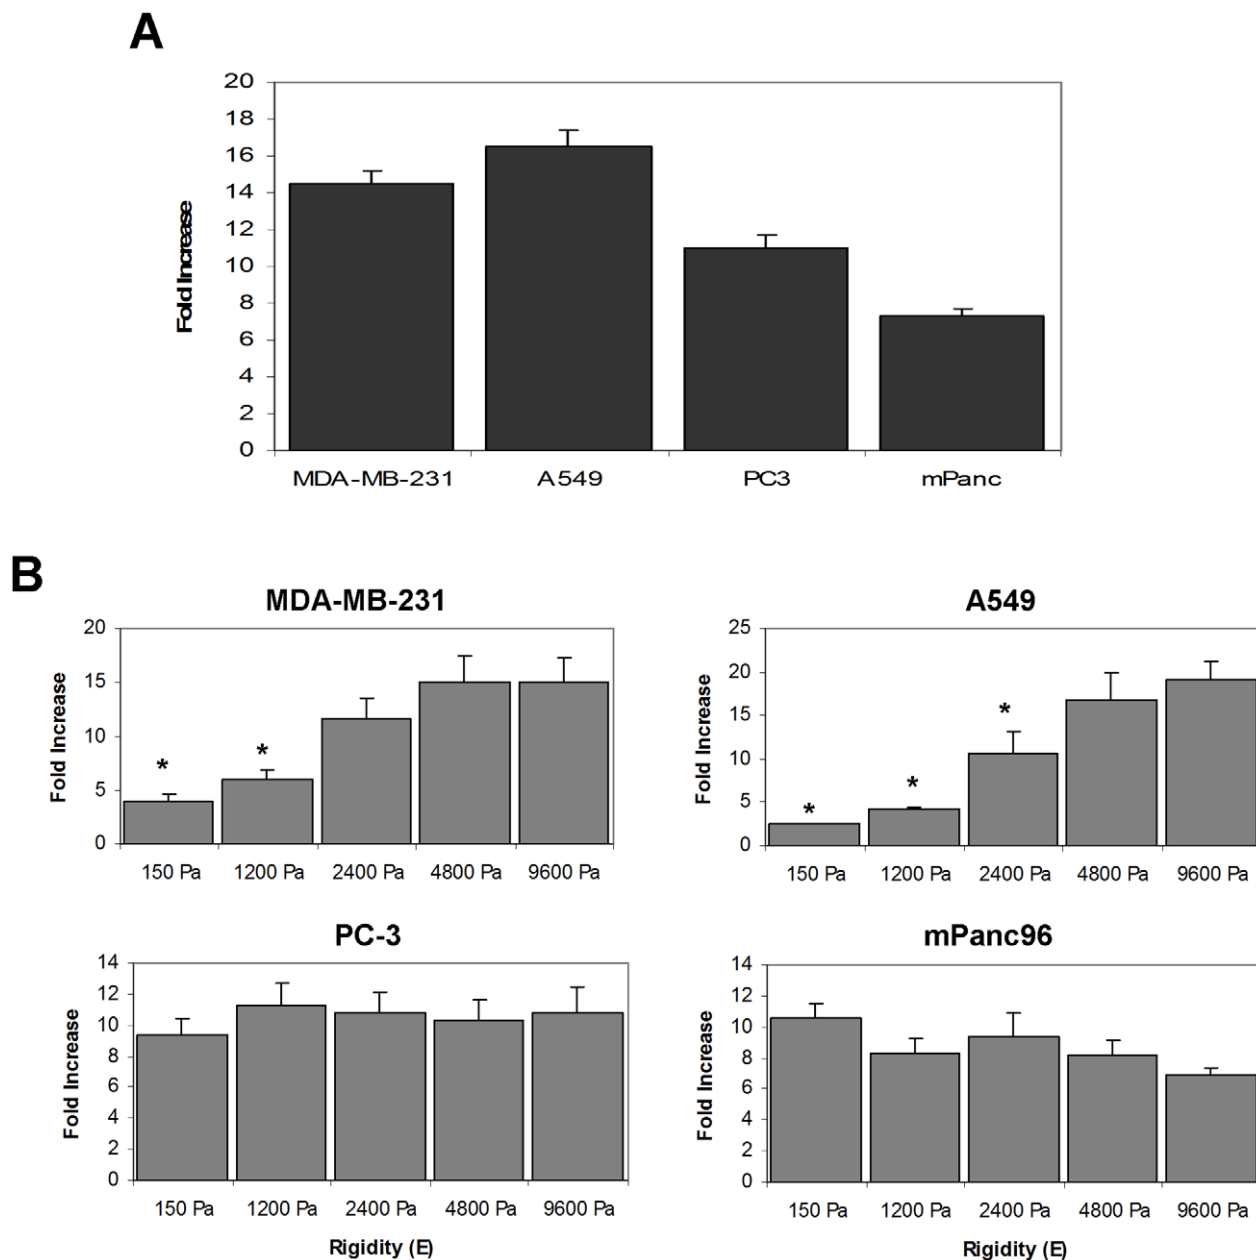 A
Fold Increase
20
18
16
14
12
10
8
6
4
2
0
MDA-MB-231 A549 PC3 mPanc
B
MDA-MB-231
Fold Increase
20
15
10
5
0
* *
150 Pa 1200 Pa 2400 Pa 4800 Pa 9600 Pa
A549
Fold Increase
25
20
15
10
5
0
* * *
150 Pa 1200 Pa 2400 Pa 4800 Pa 9600 Pa
PC-3
Fold Increase
14
12
10
8
6
4
2
0
150 Pa 1200 Pa 2400 Pa 4800 Pa 9600 Pa
Rigidity (E)
mPanc96
Fold Increase
14
12
10
8
6
4
2
0
150 Pa 1200 Pa 2400 Pa 4800 Pa 9600 Pa
Rigidity (E)